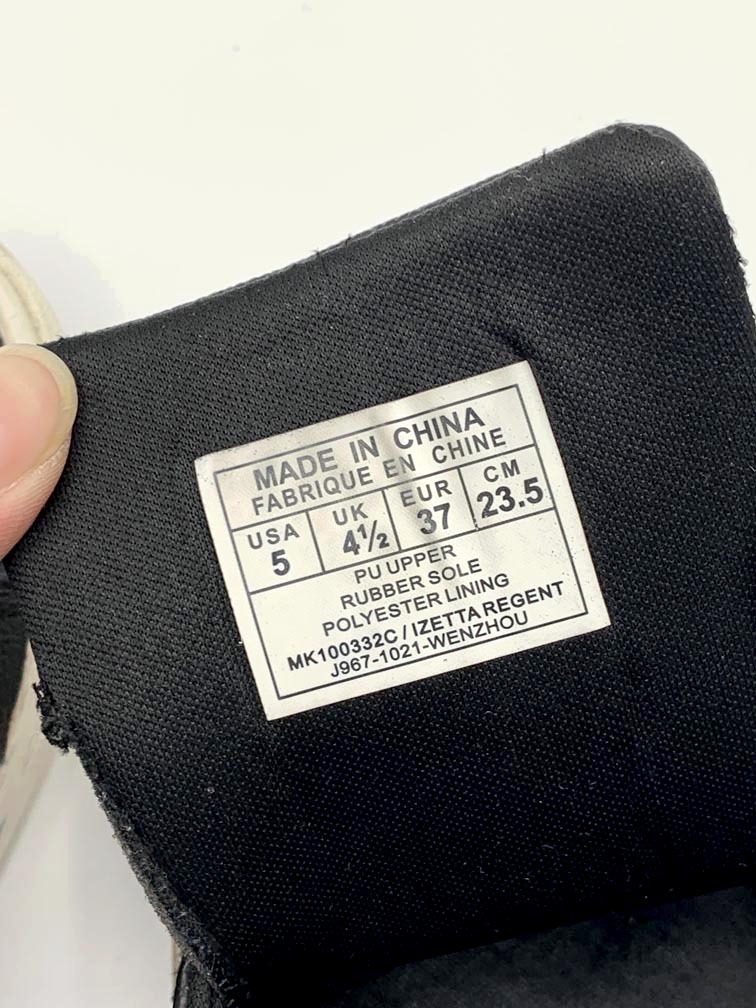 MADE IN CHINA
FABRIQUE EN CHINE
USA UK EUR CM
5 4½ 37 23.5
PU UPPER
RUBBER SOLE
POLYESTER LINING
MK100332C / IZETTA REGENT
J967-1021-WENZHOU